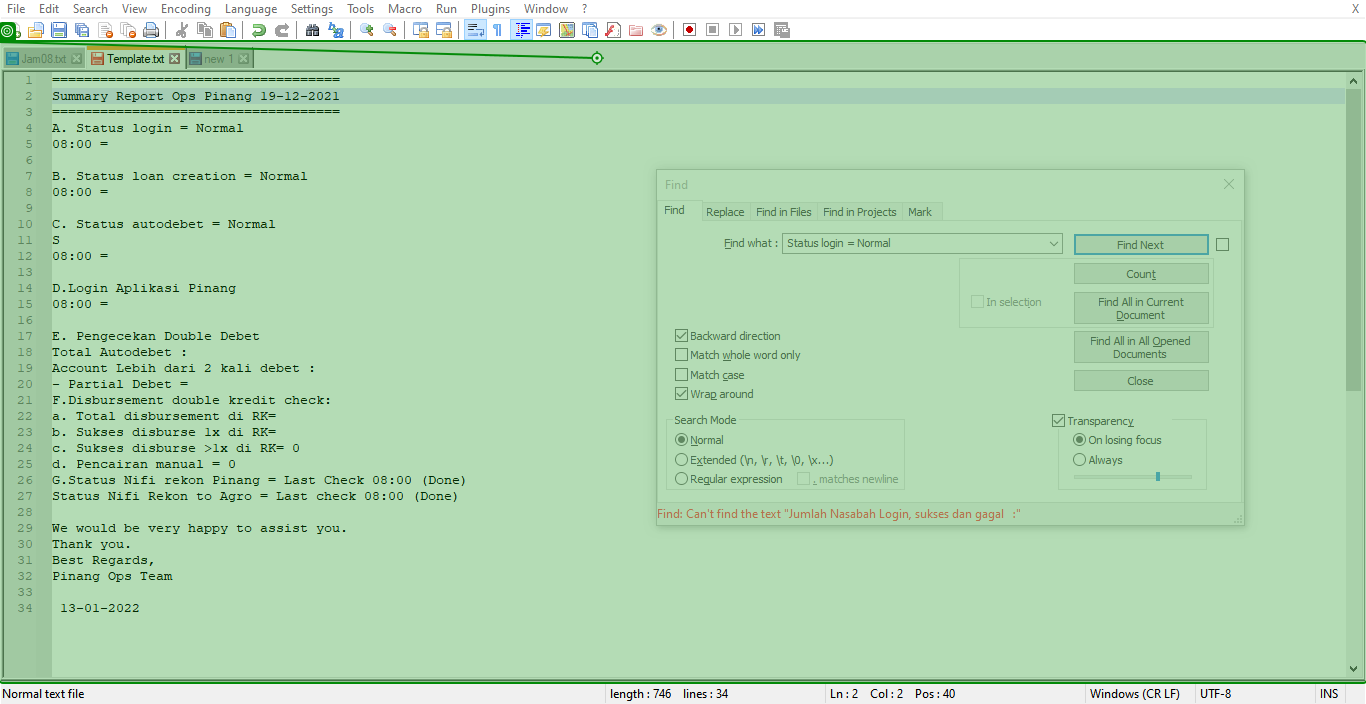 File Edit Search View Encoding Language Settings Tools Macro Run Plugins Window ? X
Jam08.txt Template.txt new 1
1 ====================================
2 Summary Report Ops Pinang 19-12-2021
3 ====================================
4 A. Status login = Normal
5 08:00 =
6
7 B. Status loan creation = Normal
8 08:00 =
9
10 C. Status autodebet = Normal
11 S
12 08:00 =
13
14 D.Login Aplikasi Pinang
15 08:00 =
16
17 E. Pengecekan Double Debet
18 Total Autodebet :
19 Account Lebih dari 2 kali debet :
20 - Partial Debet =
21 F.Disbursement double kredit check:
22 a. Total disbursement di RK=
23 b. Sukses disburse 1x di RK=
24 c. Sukses disburse >1x di RK= 0
25 d. Pencairan manual = 0
26 G.Status Nifi rekon Pinang = Last Check 08:00 (Done)
27 Status Nifi Rekon to Agro = Last check 08:00 (Done)
28
29 We would be very happy to assist you.
30 Thank you.
31 Best Regards,
32 Pinang Ops Team
33
34 13-01-2022
Find
Find Replace Find in Files Find in Projects Mark
Find what : Status login = Normal Find Next
Count
In selection Find All in Current
Document
Find All in All Opened
Documents
Close
Backward direction
Match whole word only
Match case
Wrap around
Search Mode
Normal
Extended (\n, \r, \t, \0, \x...)
Regular expression . matches newline
Transparency
On losing focus
Always
Find: Can't find the text "Jumlah Nasabah Login, sukses dan gagal :"
Normal text file length : 746 lines : 34 Ln : 2 Col : 2 Pos : 40 Windows (CR LF) UTF-8 INS